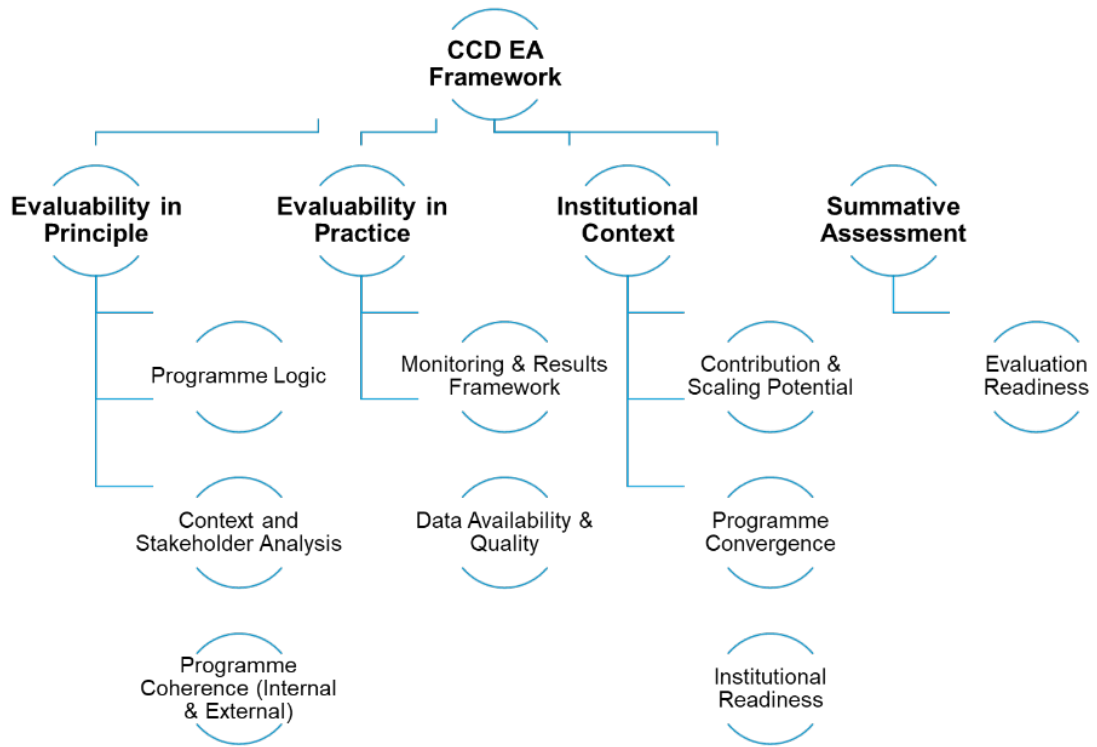 CCD EA
Framework
Evaluability in
Principle
Evaluability in
Practice
Institutional
Context
Summative
Assessment
Programme Logic
Monitoring & Results
Framework
Contribution &
Scaling Potential
Evaluation
Readiness
Context and
Stakeholder Analysis
Data Availability &
Quality
Programme
Convergence
Programme
Coherence (Internal
& External)
Institutional
Readiness